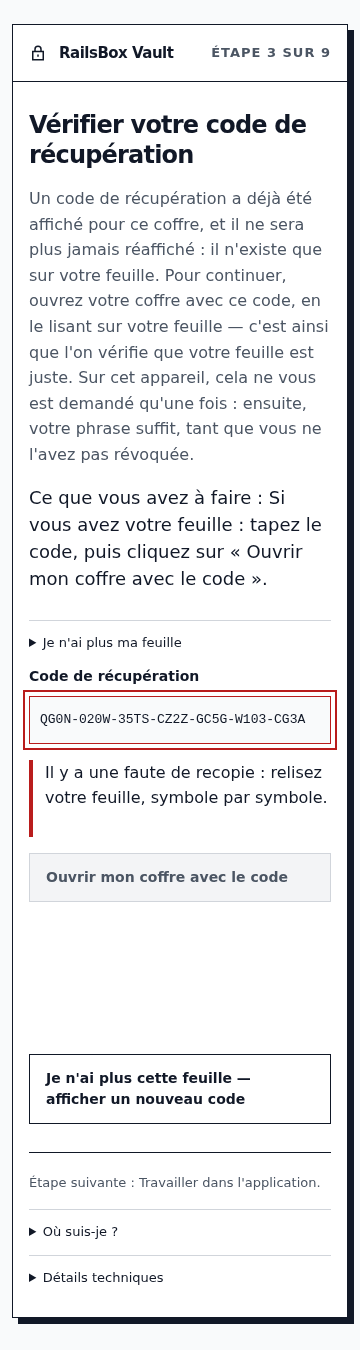 RailsBox Vault
ÉTAPE 3 SUR 9
Vérifier votre code de
récupération
Un code de récupération a déjà été
affiché pour ce coffre, et il ne sera
plus jamais réaffiché : il n'existe que
sur votre feuille. Pour continuer,
ouvrez votre coffre avec ce code, en
le lisant sur votre feuille — c'est ainsi
que l'on vérifie que votre feuille est
juste. Sur cet appareil, cela ne vous
est demandé qu'une fois : ensuite,
votre phrase suffit, tant que vous ne
l'avez pas révoquée.
Ce que vous avez à faire : Si
vous avez votre feuille : tapez le
code, puis cliquez sur « Ouvrir
mon coffre avec le code ».
Je n'ai plus ma feuille
Code de récupération
QG0N-020W-35TS-CZ2Z-GC5G-W103-CG3A
Il y a une faute de recopie : relisez
votre feuille, symbole par symbole.
Ouvrir mon coffre avec le code
Je n'ai plus cette feuille —
afficher un nouveau code
Étape suivante : Travailler dans l'application.
Où suis-je ?
Détails techniques